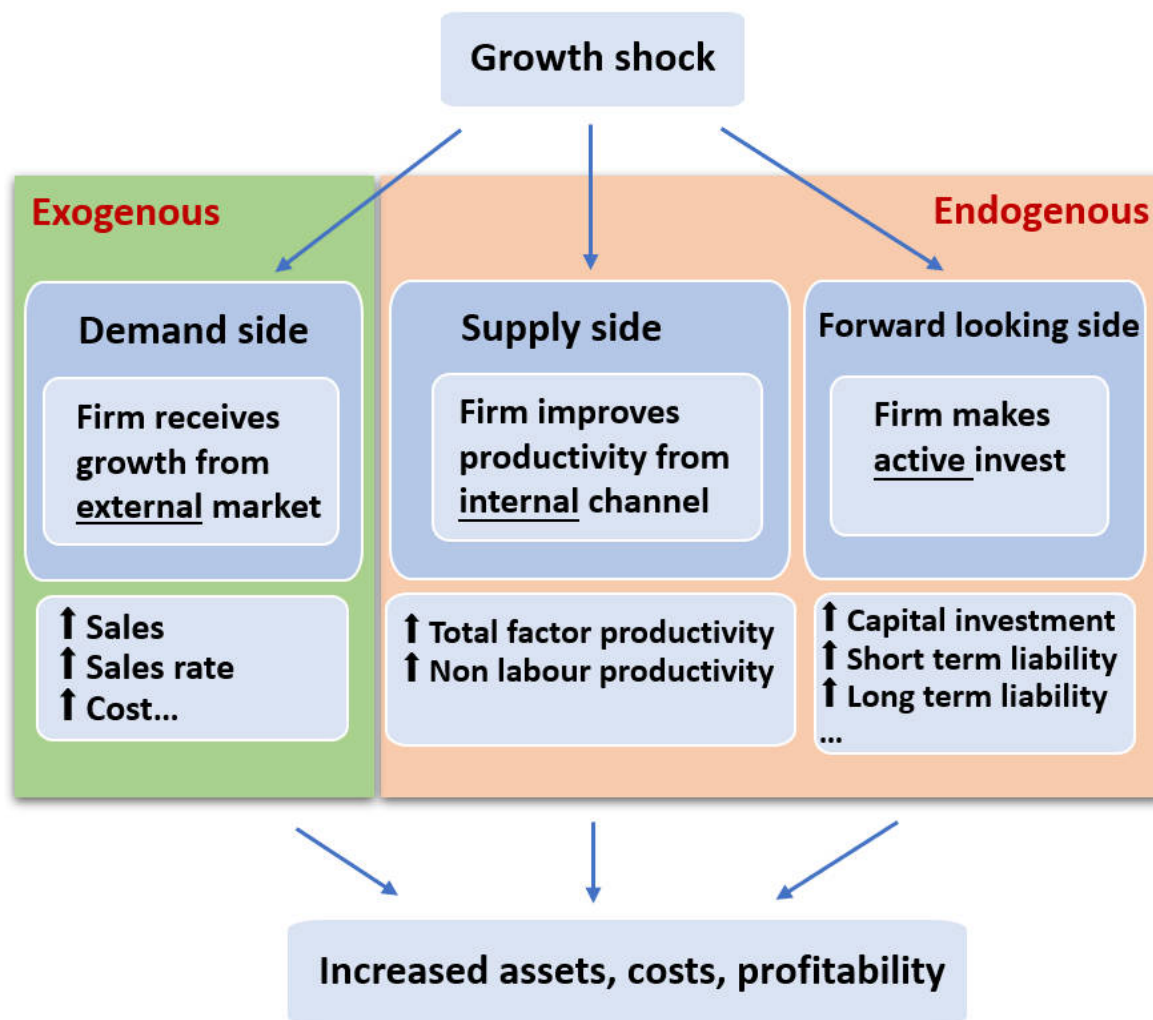 Growth shock
Exogenous
Endogenous
Demand side
Firm receives
growth from
external market
⬆ Sales
⬆ Sales rate
⬆ Cost...
Supply side
Firm improves
productivity from
internal channel
⬆ Total factor productivity
⬆ Non labour productivity
Forward looking side
Firm makes
active invest
⬆ Capital investment
⬆ Short term liability
⬆ Long term liability
...
Increased assets, costs, profitability